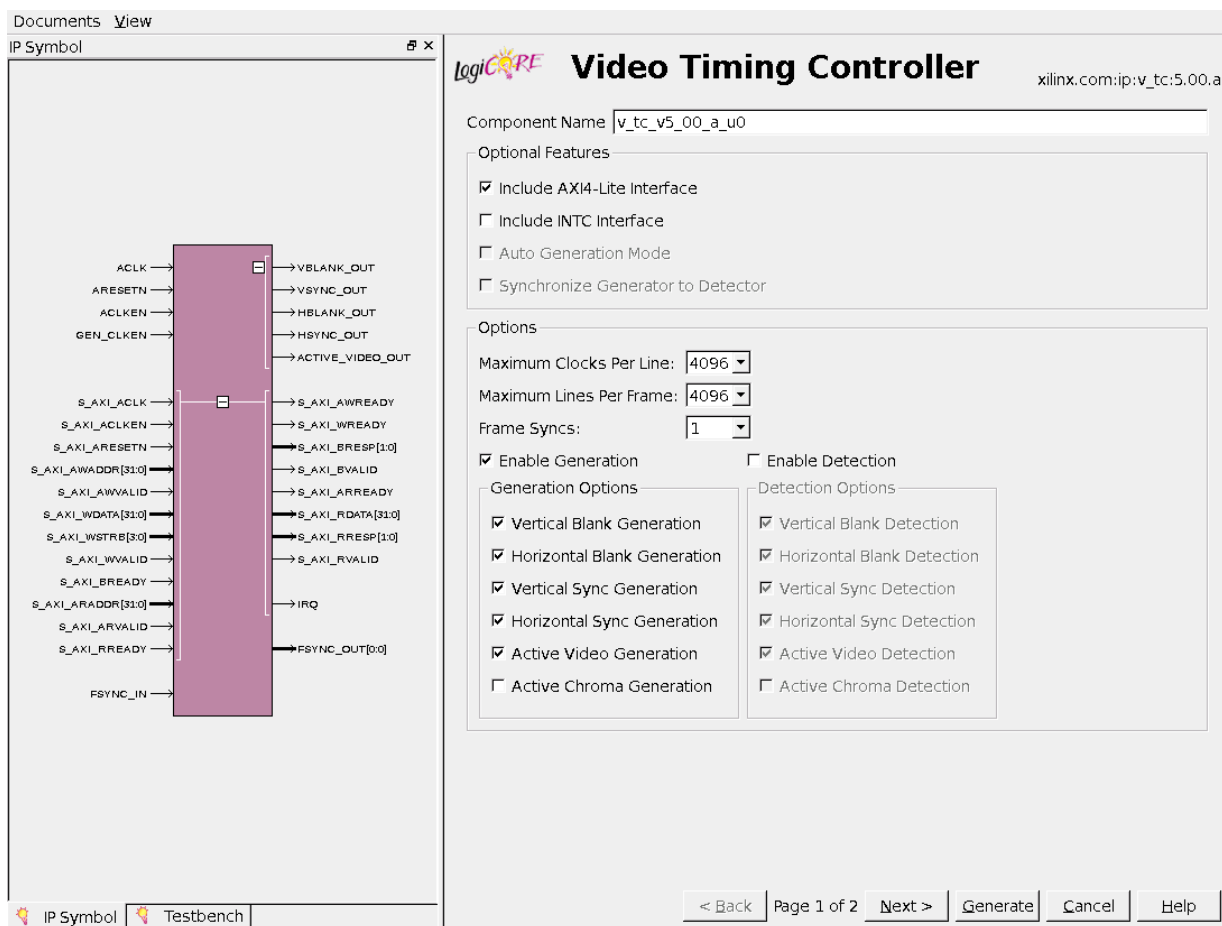 Documents View
IP Symbol
ACLK
ARESETN
ACLKEN
GEN_CLKEN
S_AXI_ACLK
S_AXI_ACLKEN
S_AXI_ARESETN
S_AXI_AWADDR[31:0]
S_AXI_AWVALID
S_AXI_WDATA[31:0]
S_AXI_WSTRB[3:0]
S_AXI_WVALID
S_AXI_BREADY
S_AXI_ARADDR[31:0]
S_AXI_ARVALID
S_AXI_RREADY
FSYNC_IN
VBLANK_OUT
VSYNC_OUT
HBLANK_OUT
HSYNC_OUT
ACTIVE_VIDEO_OUT
S_AXI_AWREADY
S_AXI_WREADY
S_AXI_BRESP[1:0]
S_AXI_BVALID
S_AXI_ARREADY
S_AXI_RDATA[31:0]
S_AXI_RRESP[1:0]
S_AXI_RVALID
IRQ
FSYNC_OUT[0:0]
IP Symbol Testbench
logiCORE Video Timing Controller xilinx.com:ip:v_tc:5.00.a
Component Name v_tc_v5_00_a_u0
Optional Features
Include AXI4-Lite Interface
Include INTC Interface
Auto Generation Mode
Synchronize Generator to Detector
Options
Maximum Clocks Per Line: 4096
Maximum Lines Per Frame: 4096
Frame Syncs: 1
Enable Generation Enable Detection
Generation Options Detection Options
Vertical Blank Generation Vertical Blank Detection
Horizontal Blank Generation Horizontal Blank Detection
Vertical Sync Generation Vertical Sync Detection
Horizontal Sync Generation Horizontal Sync Detection
Active Video Generation Active Video Detection
Active Chroma Generation Active Chroma Detection
< Back Page 1 of 2 Next > Generate Cancel Help